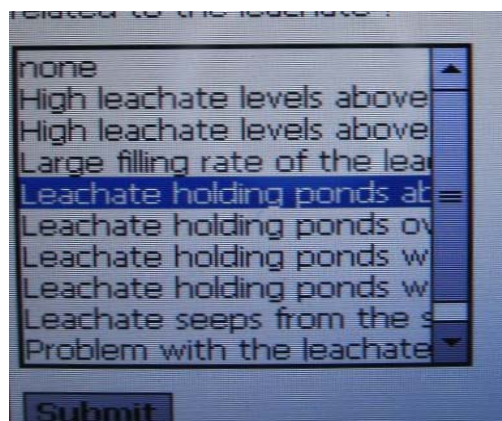 related to the leachate ?
none
High leachate levels above
High leachate levels above
Large filling rate of the lea
Leachate holding ponds ab
Leachate holding ponds ov
Leachate holding ponds w
Leachate holding ponds w
Leachate seeps from the s
Problem with the leachate
Submit